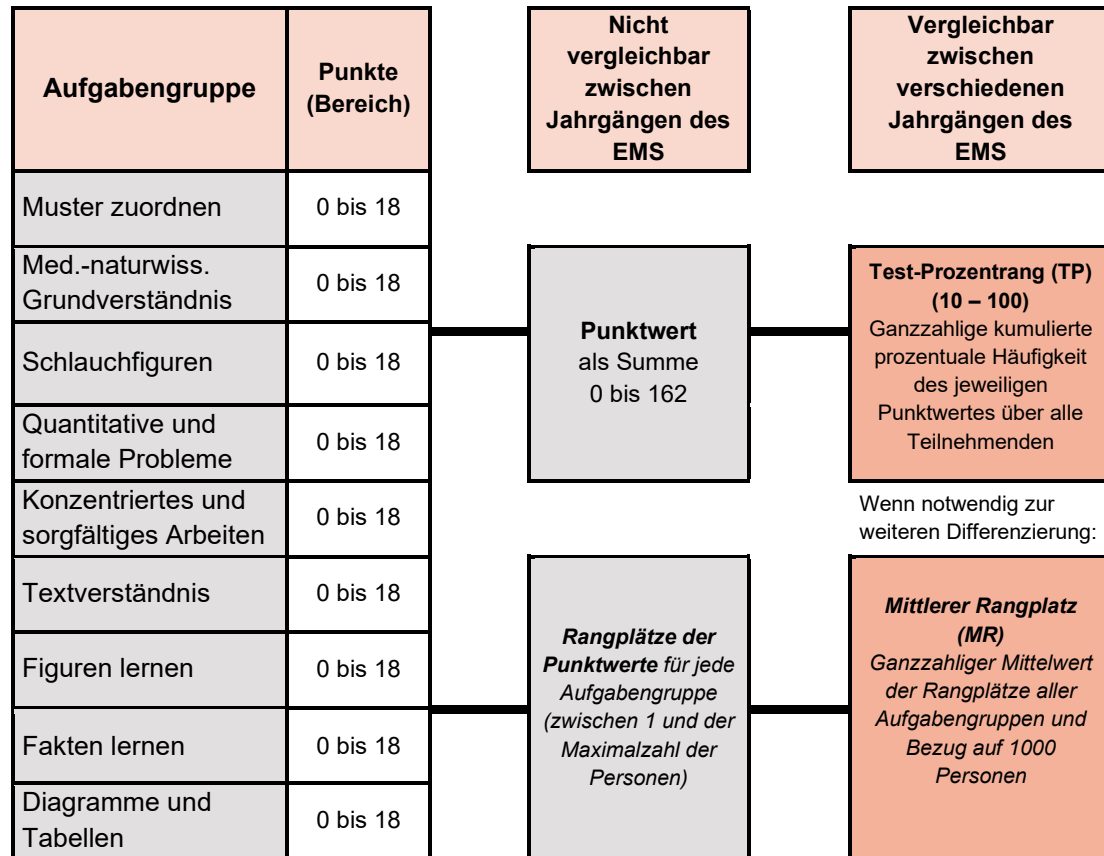 Aufgabengruppe
Punkte
(Bereich)
Nicht
vergleichbar
zwischen
Jahrgängen des
EMS
Vergleichbar
zwischen
verschiedenen
Jahrgängen des
EMS
Muster zuordnen
0 bis 18
Med.-naturwiss.
Grundverständnis
0 bis 18
Schlauchfiguren
0 bis 18
Quantitative und
formale Probleme
0 bis 18
Konzentriertes und
sorgfältiges Arbeiten
0 bis 18
Textverständnis
0 bis 18
Figuren lernen
0 bis 18
Fakten lernen
0 bis 18
Diagramme und
Tabellen
0 bis 18
Punktwert
als Summe
0 bis 162
Test-Prozentrang (TP)
(10 – 100)
Ganzzahlige kumulierte
prozentuale Häufigkeit
des jeweiligen
Punktwertes über alle
Teilnehmenden
Wenn notwendig zur
weiteren Differenzierung:
Rangplätze der
Punktwerte für jede
Aufgabengruppe
(zwischen 1 und der
Maximalzahl der
Personen)
Mittlerer Rangplatz
(MR)
Ganzzahliger Mittelwert
der Rangplätze aller
Aufgabengruppen und
Bezug auf 1000
Personen